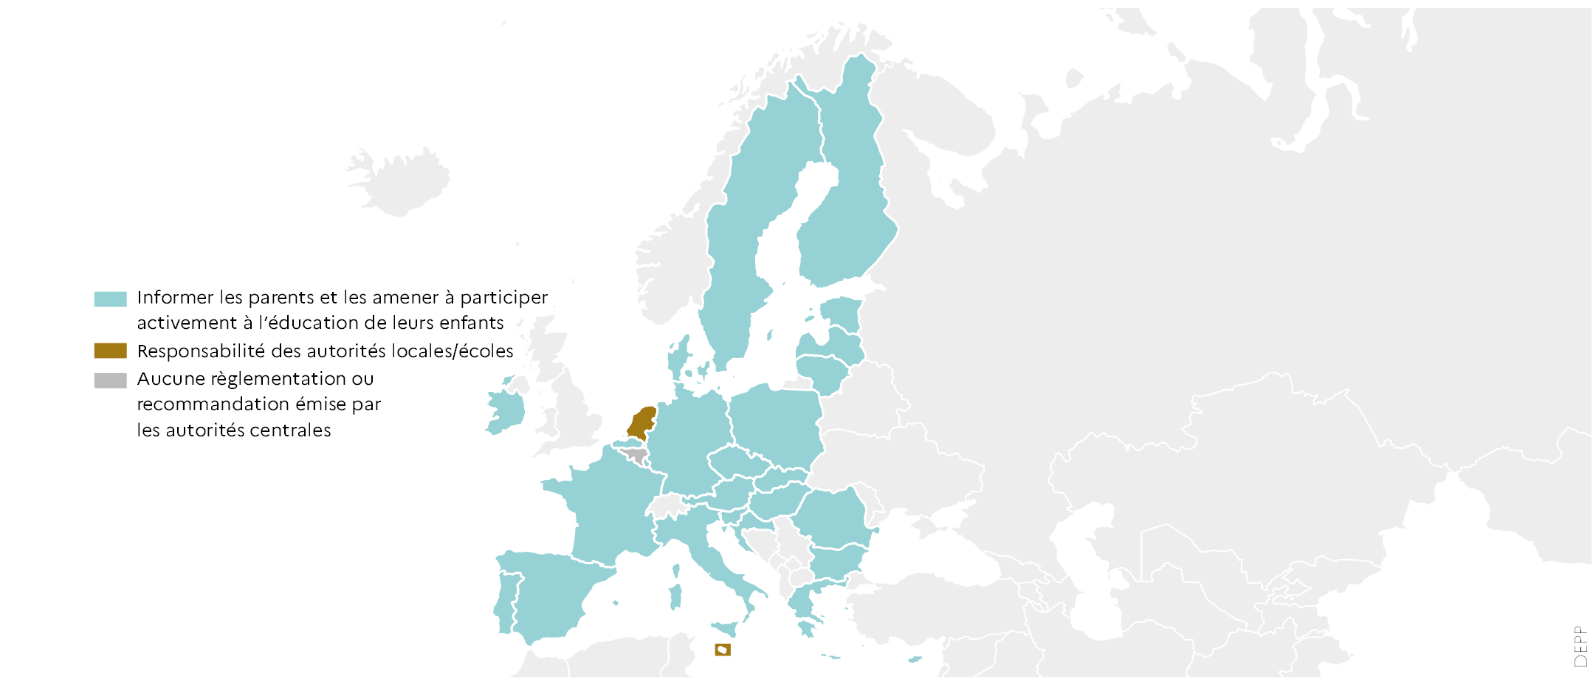 Informer les parents et les amener à participer
activement à l'éducation de leurs enfants
Responsabilité des autorités locales/écoles
Aucune règlementation ou
recommandation émise par
les autorités centrales
DEPP